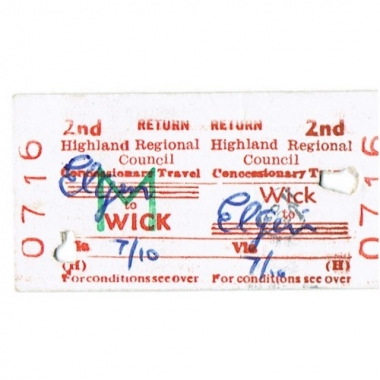 0716
2nd RETURN
Highland Regional
Council
Concessionary Travel
Elgin
M
to
WICK
Via 7/10
(H)
For conditions see over
RETURN 2nd
Highland Regional
Council
Concessionary T
Wick
to
Elgin
Via
7/10
(H)
For conditions see over
0716